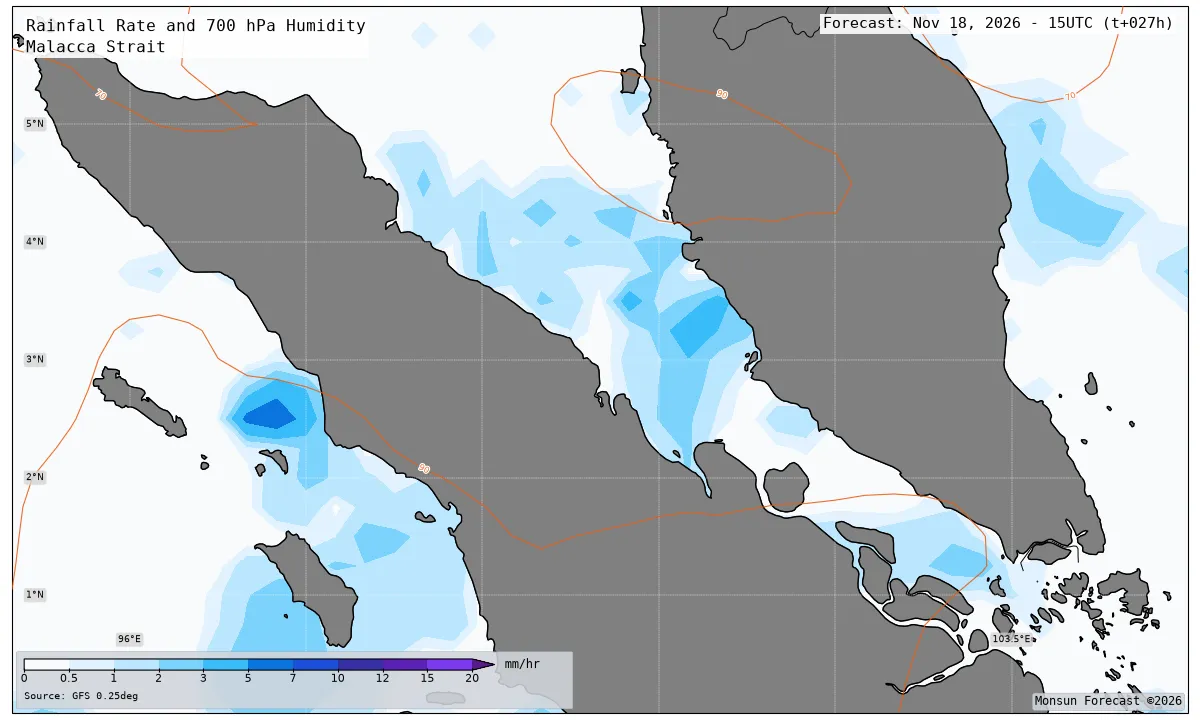 Rainfall Rate and 700 hPa Humidity
Malacca Strait
Forecast: Nov 18, 2026 - 15UTC (t+027h)
70
90
70
5°N
4°N
3°N
2°N
90
1°N
96°E
103.5°E
mm/hr
0 0.5 1 2 3 5 7 10 12 15 20
Source: GFS 0.25deg
Monsun Forecast ©2026